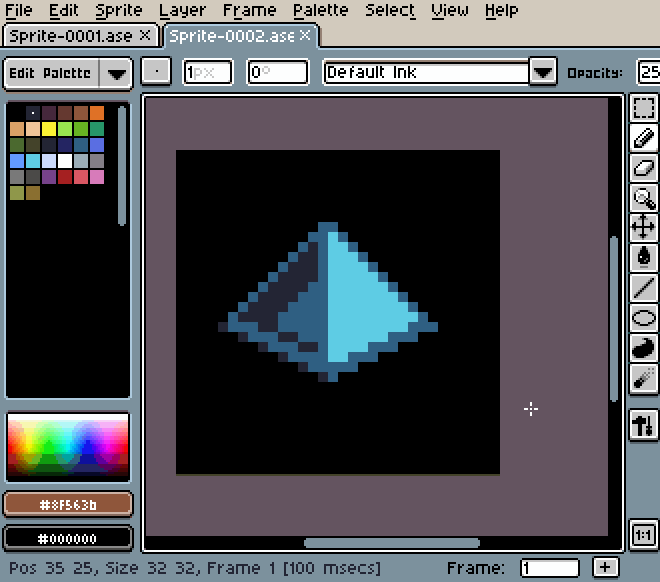 File Edit Sprite Layer Frame Palette Select View Help
Sprite-0001.ase × Sprite-0002.ase ×
Edit Palette 1px 0° Default Ink Opacity: 25
#8F563b
#000000
1:1
Pos 35 25, Size 32 32, Frame 1 [100 msecs] Frame: 1 +